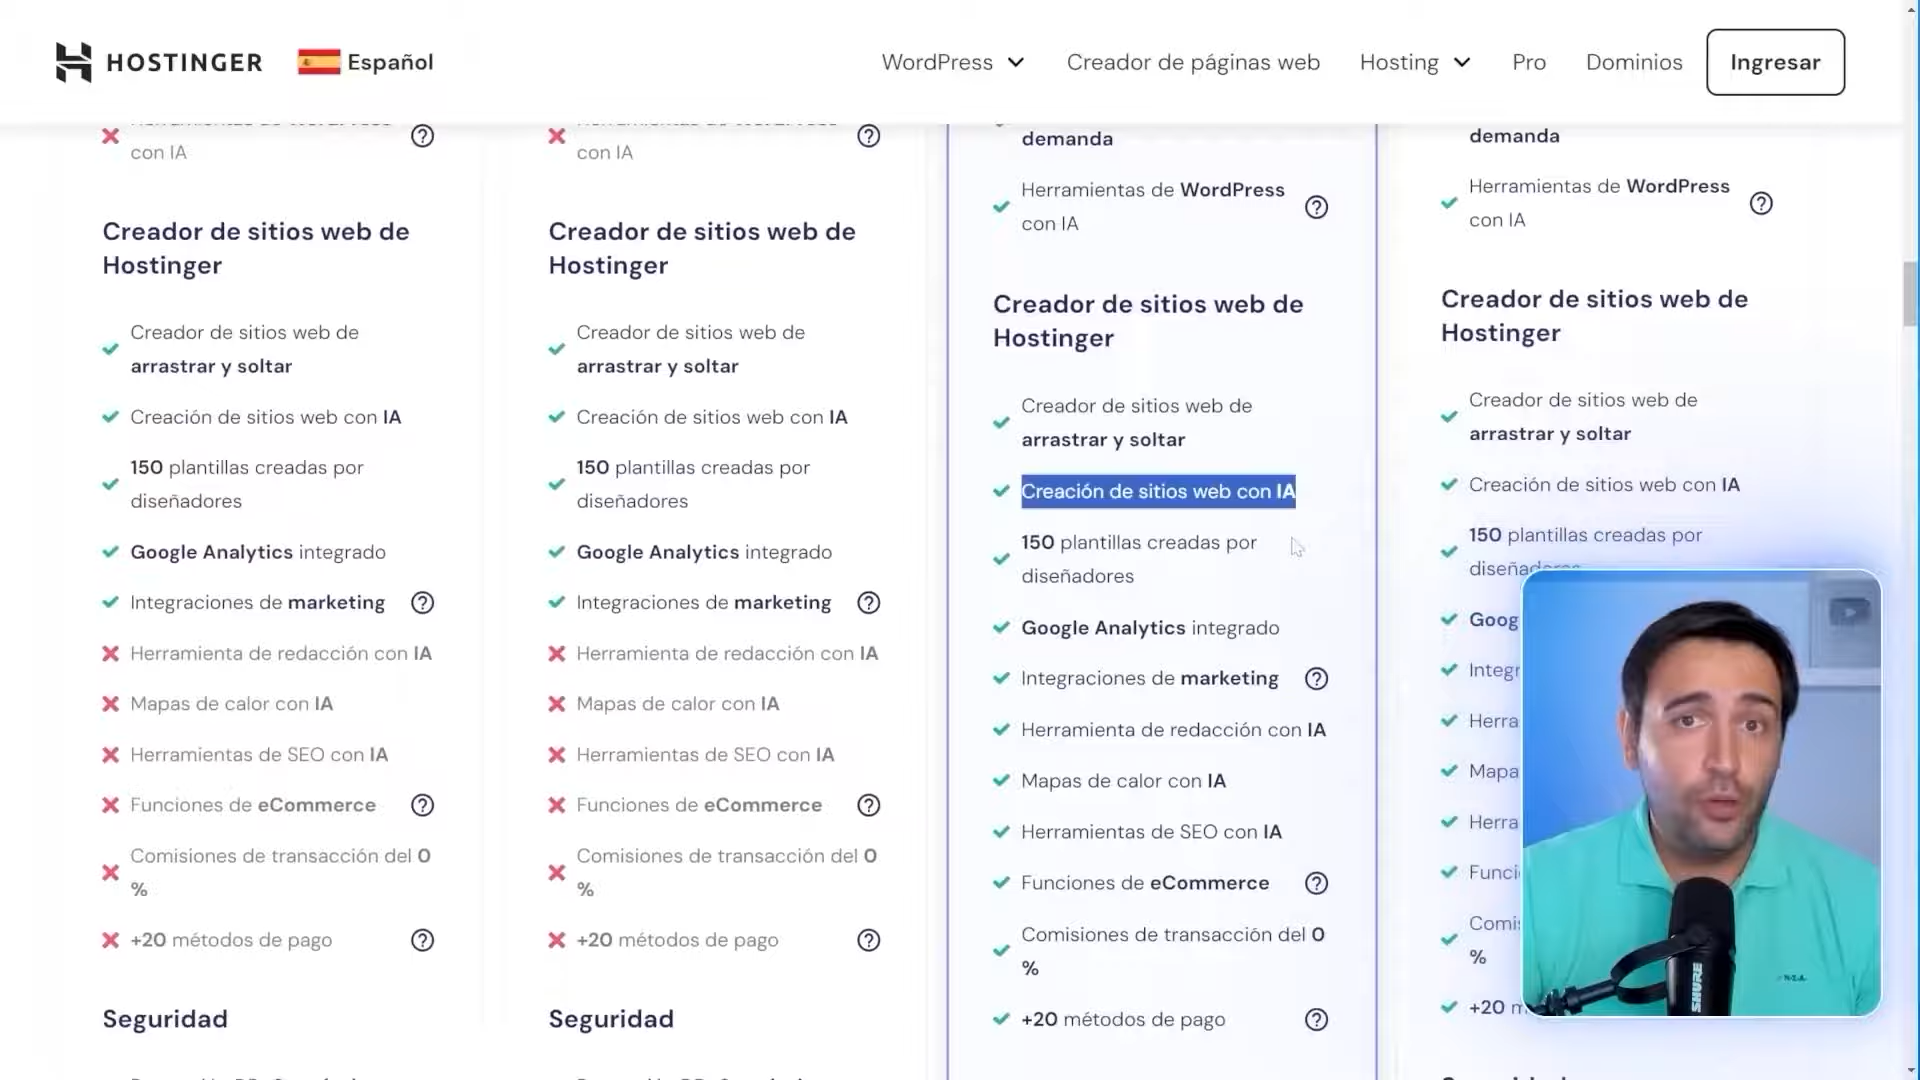 HOSTINGER
Español
WordPress
Creador de páginas web
Hosting
Pro
Dominios
Ingresar
con IA
Creador de sitios web de
Hostinger
Creador de sitios web de
arrastrar y soltar
Creación de sitios web con IA
150 plantillas creadas por
diseñadores
Google Analytics integrado
Integraciones de marketing
Herramienta de redacción con IA
Mapas de calor con IA
Herramientas de SEO con IA
Funciones de eCommerce
Comisiones de transacción del 0
%
+20 métodos de pago
Seguridad
con IA
Creador de sitios web de
Hostinger
Creador de sitios web de
arrastrar y soltar
Creación de sitios web con IA
150 plantillas creadas por
diseñadores
Google Analytics integrado
Integraciones de marketing
Herramienta de redacción con IA
Mapas de calor con IA
Herramientas de SEO con IA
Funciones de eCommerce
Comisiones de transacción del 0
%
+20 métodos de pago
Seguridad
demanda
Herramientas de WordPress
con IA
Creador de sitios web de
Hostinger
Creador de sitios web de
arrastrar y soltar
Creación de sitios web con IA
150 plantillas creadas por
diseñadores
Google Analytics integrado
Integraciones de marketing
Herramienta de redacción con IA
Mapas de calor con IA
Herramientas de SEO con IA
Funciones de eCommerce
Comisiones de transacción del 0
%
+20 métodos de pago
demanda
Herramientas de WordPress
con IA
Creador de sitios web de
Hostinger
Creador de sitios web de
arrastrar y soltar
Creación de sitios web con IA
150 plantillas creadas por
Goog
Integr
Herra
Mapa
Herra
Funci
Comi
%
+20
SHURE